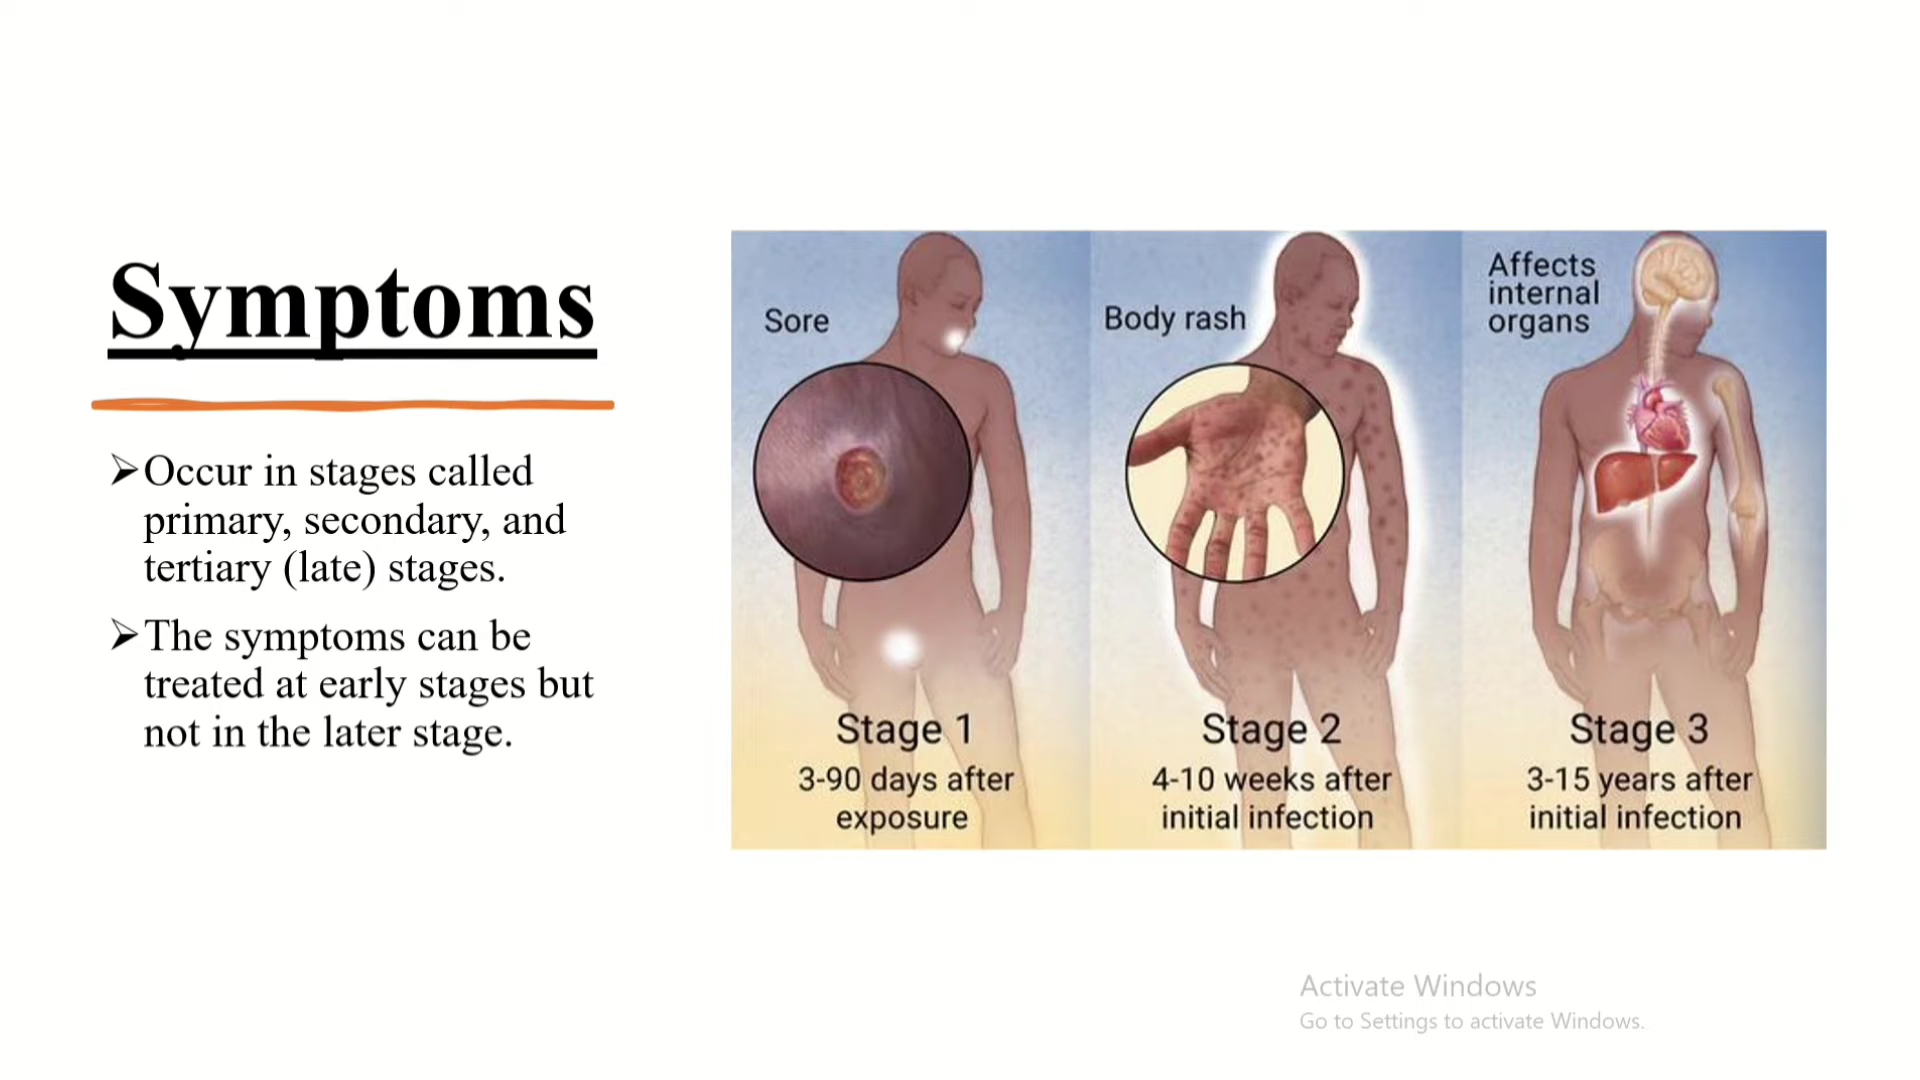 Symptoms
➢Occur in stages called
primary, secondary, and
tertiary (late) stages.
➢The symptoms can be
treated at early stages but
not in the later stage.
Sore
Stage 1
3-90 days after
exposure
Body rash
Stage 2
4-10 weeks after
initial infection
Affects
internal
organs
Stage 3
3-15 years after
initial infection
Activate Windows
Go to Settings to activate Windows.